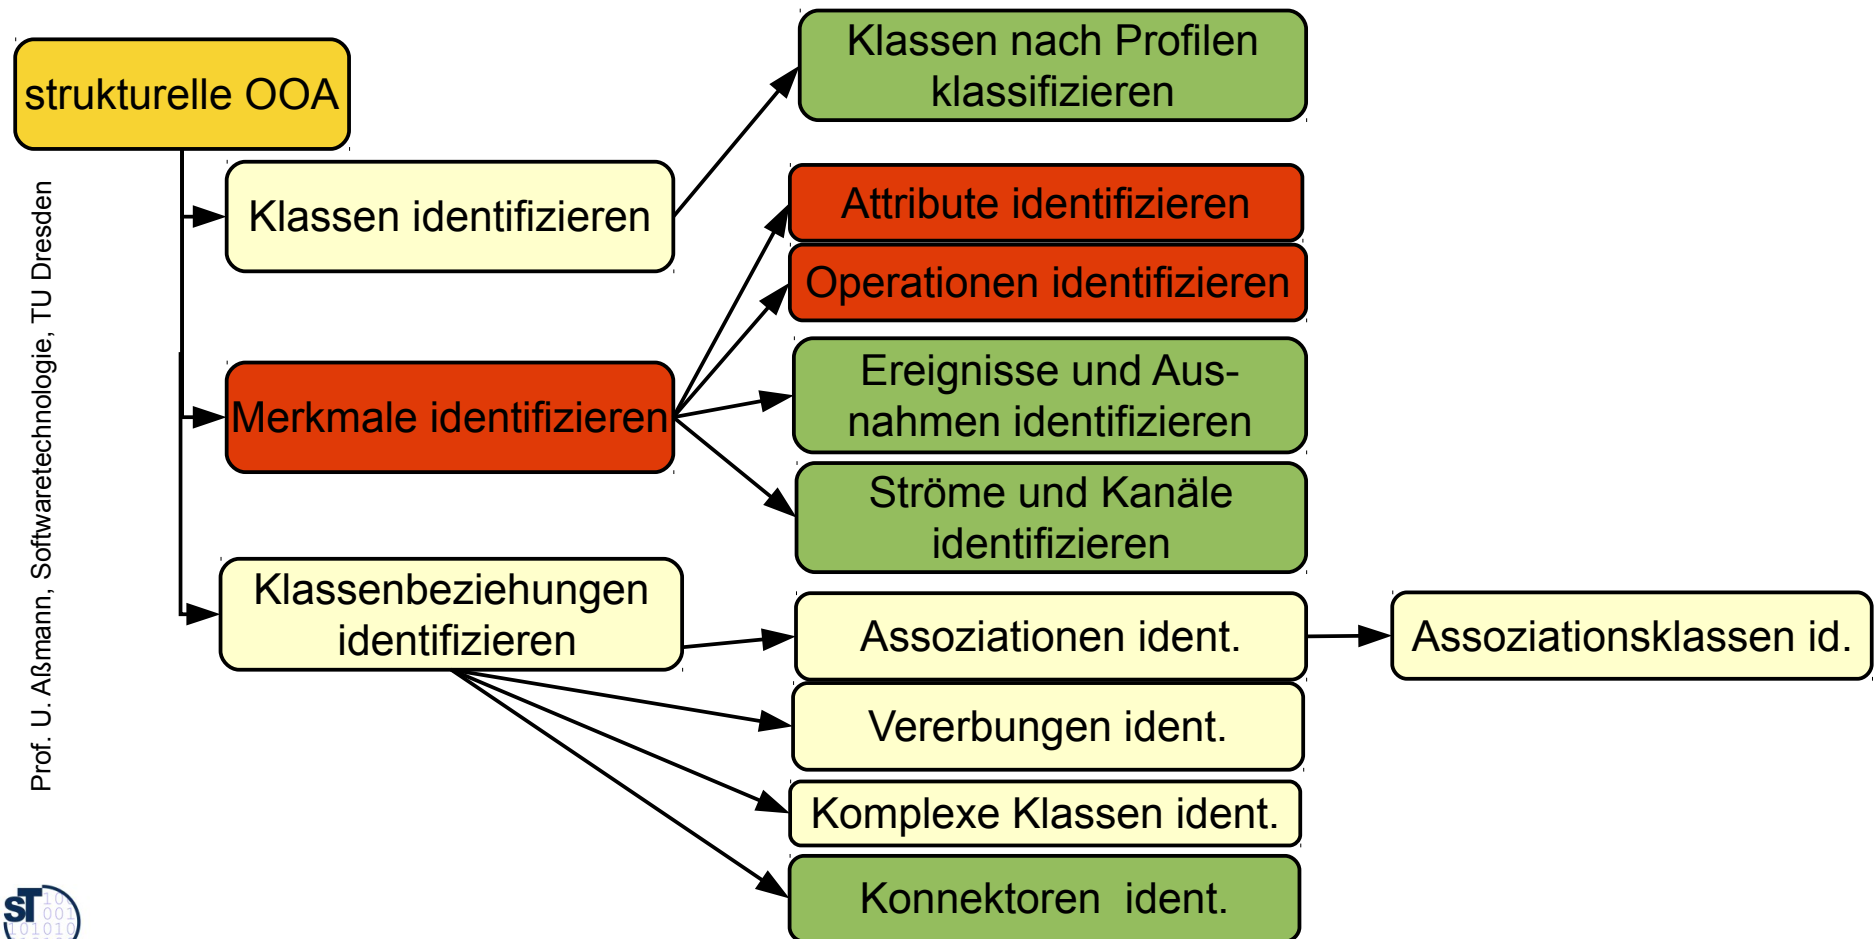 strukturelle OOA
Klassen nach Profilen
klassifizieren
Klassen identifizieren
Attribute identifizieren
Operationen identifizieren
Merkmale identifizieren
Ereignisse und Aus-
nahmen identifizieren
Ströme und Kanäle
identifizieren
Klassenbeziehungen
identifizieren
Assoziationen ident.
Assoziationsklassen id.
Vererbungen ident.
Komplexe Klassen ident.
Konnektoren ident.
Prof. U. Aßmann, Softwaretechnologie, TU Dresden
sT